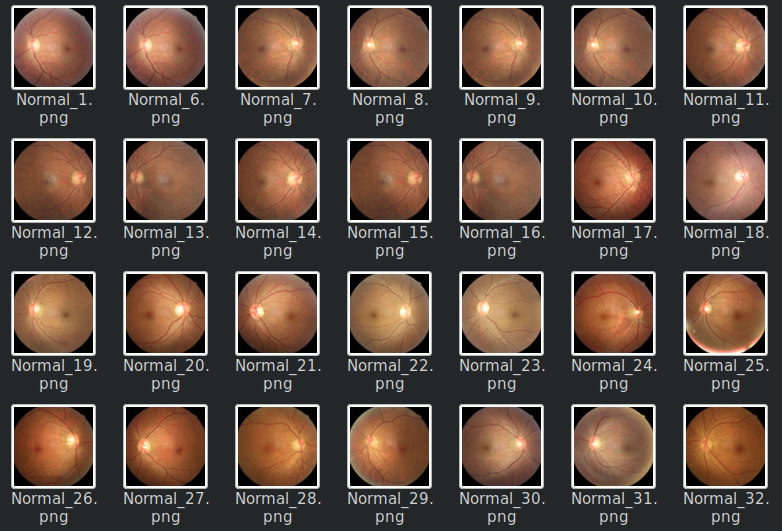 Normal_1.
png
Normal_6.
png
Normal_7.
png
Normal_8.
png
Normal_9.
png
Normal_10.
png
Normal_11.
png
Normal_12.
png
Normal_13.
png
Normal_14.
png
Normal_15.
png
Normal_16.
png
Normal_17.
png
Normal_18.
png
Normal_19.
png
Normal_20.
png
Normal_21.
png
Normal_22.
png
Normal_23.
png
Normal_24.
png
Normal_25.
png
Normal_26.
png
Normal_27.
png
Normal_28.
png
Normal_29.
png
Normal_30.
png
Normal_31.
png
Normal_32.
png